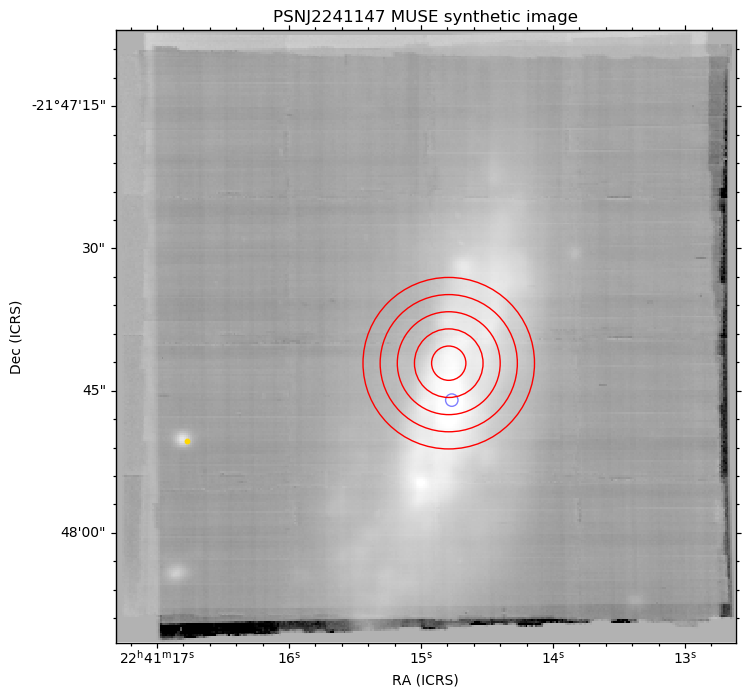 PSNJ2241147 MUSE synthetic image
-21°47'15"
30"
45"
48'00"
Dec (ICRS)
22ʰ41ᵐ17ˢ
16ˢ
15ˢ
14ˢ
13ˢ
RA (ICRS)